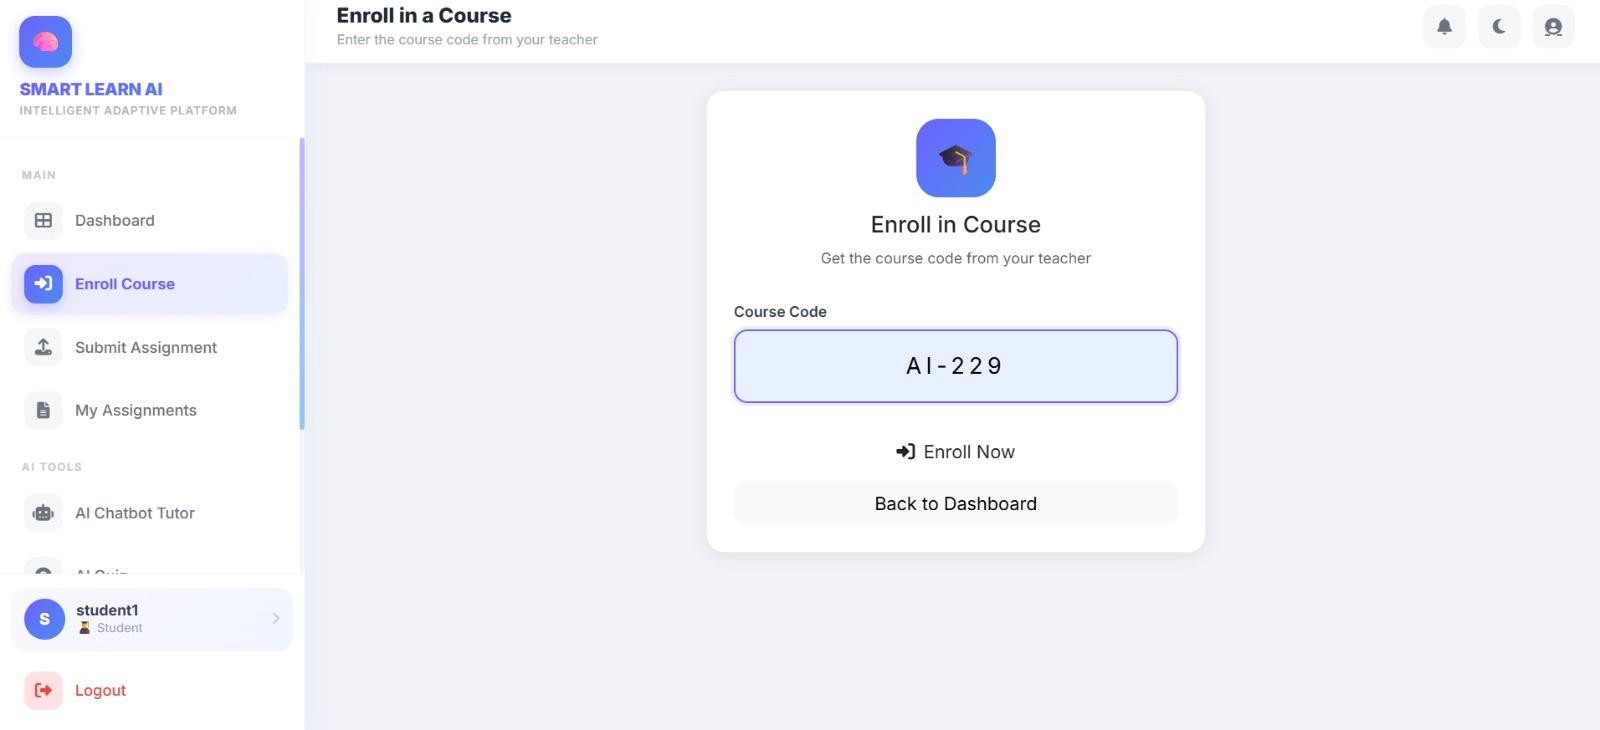 SMART LEARN AI
INTELLIGENT ADAPTIVE PLATFORM
MAIN
Dashboard
Enroll Course
Submit Assignment
My Assignments
AI TOOLS
AI Chatbot Tutor
S
student1
Student
Logout
Enroll in a Course
Enter the course code from your teacher
Enroll in Course
Get the course code from your teacher
Course Code
AI-229
Enroll Now
Back to Dashboard